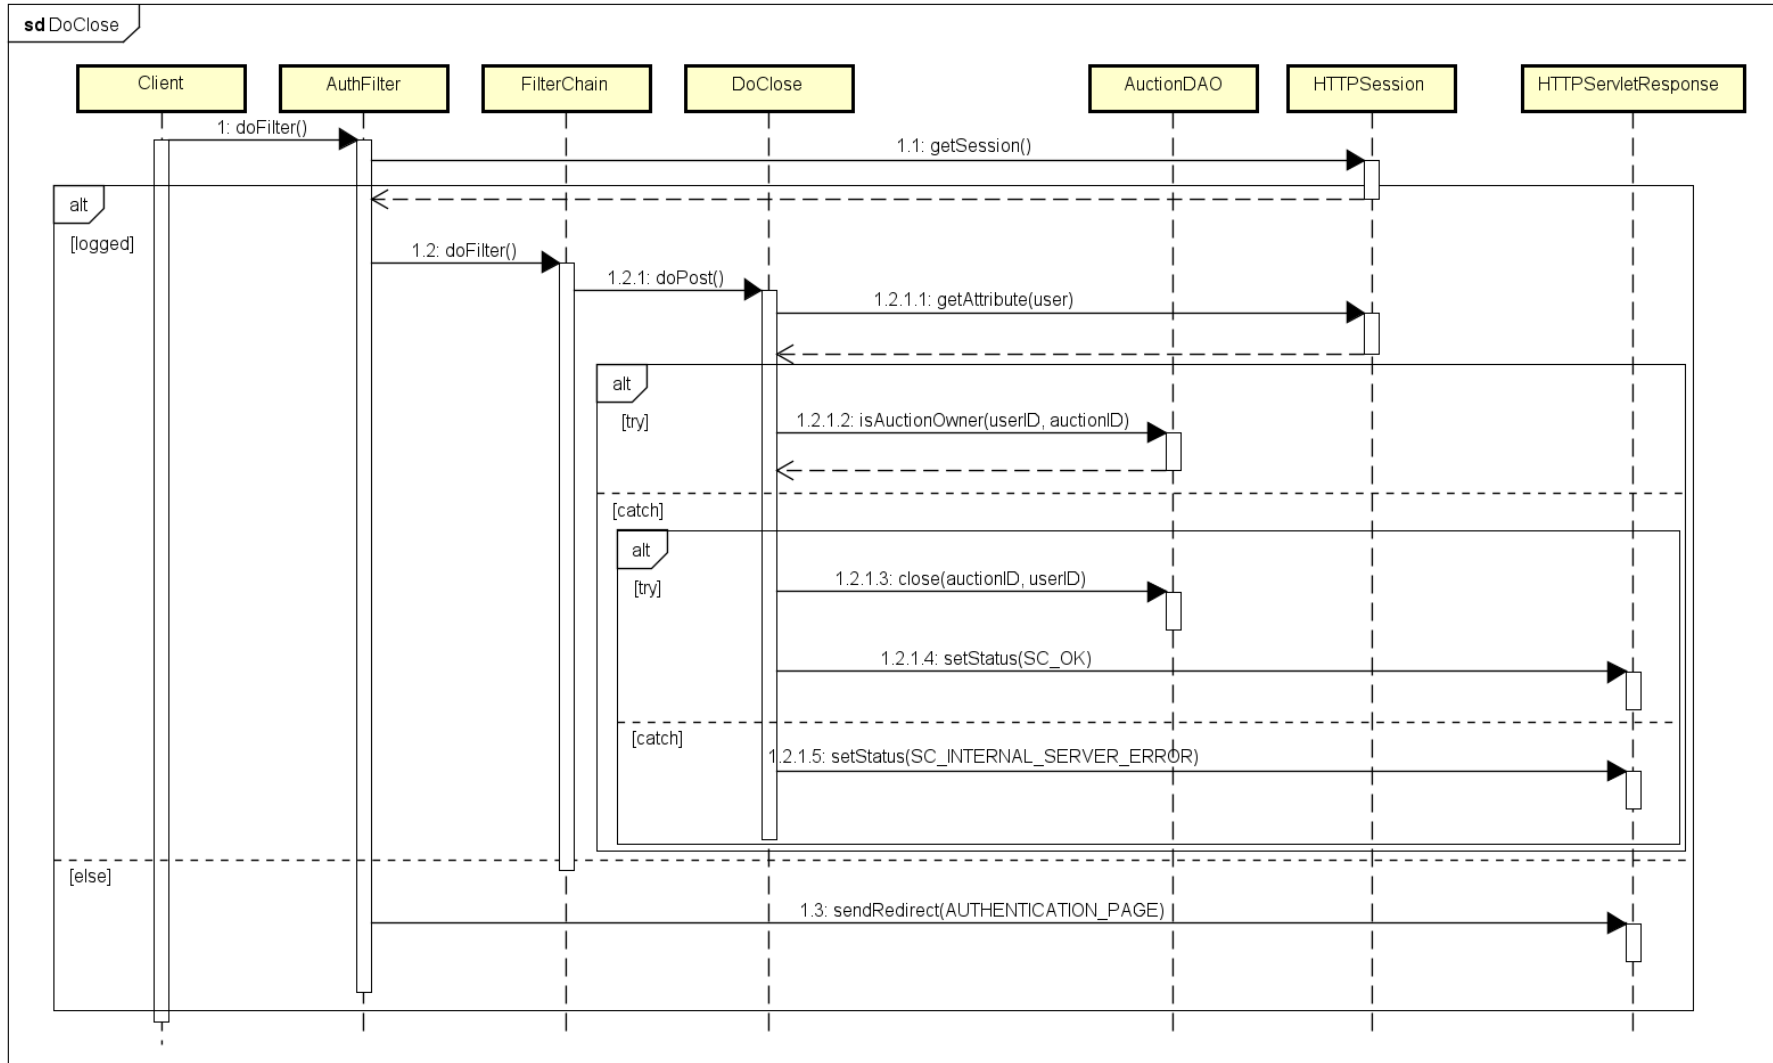 sd DoClose
Client
AuthFilter
FilterChain
DoClose
AuctionDAO
HTTPSession
HTTPServletResponse
1: doFilter()
1.1: getSession()
alt
[logged]
1.2: doFilter()
1.2.1: doPost()
1.2.1.1: getAttribute(user)
alt
[try]
1.2.1.2: isAuctionOwner(userID, auctionID)
[catch]
alt
[try]
1.2.1.3: close(auctionID, userID)
1.2.1.4: setStatus(SC_OK)
[catch]
1.2.1.5: setStatus(SC_INTERNAL_SERVER_ERROR)
[else]
1.3: sendRedirect(AUTHENTICATION_PAGE)